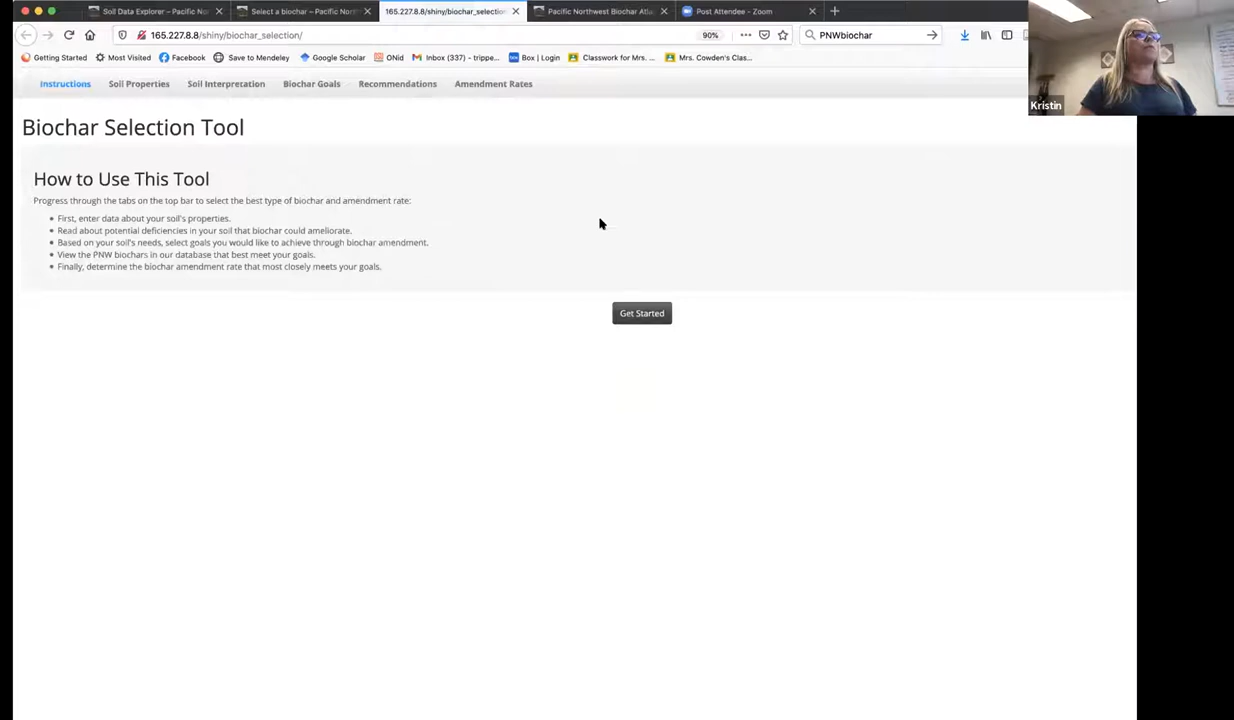 Soil Data Explorer – Pacific No
Select a biochar – Pacific North
165.227.8.8/shiny/biochar_selection
Pacific Northwest Biochar Atla
Post Attendee - Zoom
165.227.8.8/shiny/biochar_selection/
90%
PNWbiochar
Getting Started
Most Visited
Facebook
Save to Mendeley
Google Scholar
ONid
Inbox (337) - trippe...
Box | Login
Classwork for Mrs. ...
Mrs. Cowden's Clas...
Instructions
Soil Properties
Soil Interpretation
Biochar Goals
Recommendations
Amendment Rates
Kristin
Biochar Selection Tool
How to Use This Tool
Progress through the tabs on the top bar to select the best type of biochar and amendment rate:
First, enter data about your soil's properties.
Read about potential deficiencies in your soil that biochar could ameliorate.
Based on your soil's needs, select goals you would like to achieve through biochar amendment.
View the PNW biochars in our database that best meet your goals.
Finally, determine the biochar amendment rate that most closely meets your goals.
Get Started